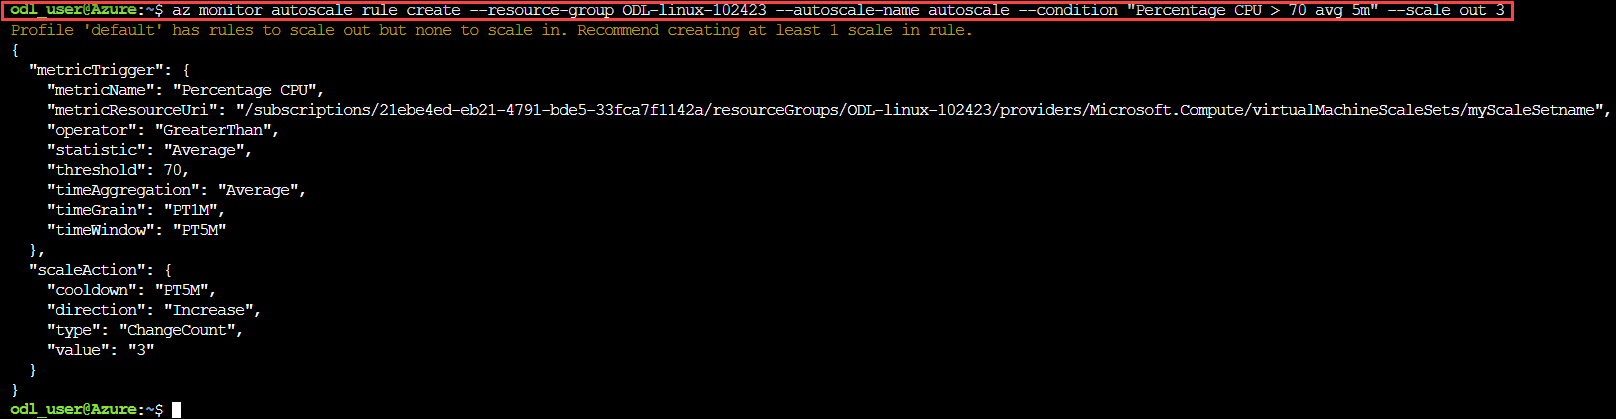 odl_user@Azure:~$ az monitor autoscale rule create --resource-group ODL-linux-102423 --autoscale-name autoscale --condition "Percentage CPU > 70 avg 5m" --scale out 3
Profile 'default' has rules to scale out but none to scale in. Recommend creating at least 1 scale in rule.
{
  "metricTrigger": {
    "metricName": "Percentage CPU",
    "metricResourceUri": "/subscriptions/21ebe4ed-eb21-4791-bde5-33fca7f1142a/resourceGroups/ODL-linux-102423/providers/Microsoft.Compute/virtualMachineScaleSets/myScaleSetname",
    "operator": "GreaterThan",
    "statistic": "Average",
    "threshold": 70,
    "timeAggregation": "Average",
    "timeGrain": "PT1M",
    "timeWindow": "PT5M"
  },
  "scaleAction": {
    "cooldown": "PT5M",
    "direction": "Increase",
    "type": "ChangeCount",
    "value": "3"
  }
}
odl_user@Azure:~$